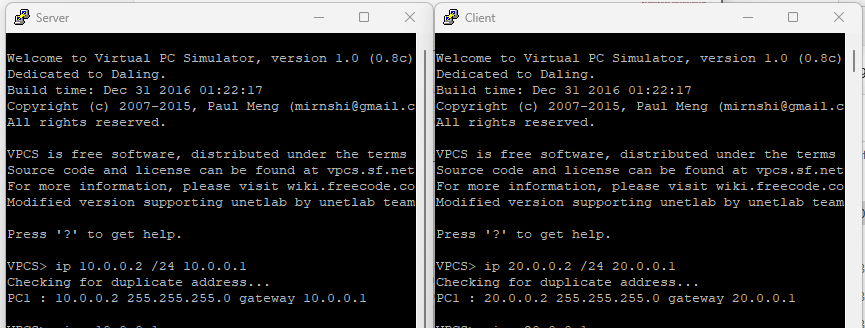 Server
Welcome to Virtual PC Simulator, version 1.0 (0.8c)
Dedicated to Daling.
Build time: Dec 31 2016 01:22:17
Copyright (c) 2007-2015, Paul Meng (mirnshi@gmail.c
All rights reserved.
VPCS is free software, distributed under the terms
Source code and license can be found at vpcs.sf.net
For more information, please visit wiki.freecode.co
Modified version supporting unetlab by unetlab team
Press '?' to get help.
VPCS> ip 10.0.0.2 /24 10.0.0.1
Checking for duplicate address...
PC1 : 10.0.0.2 255.255.255.0 gateway 10.0.0.1
Client
Welcome to Virtual PC Simulator, version 1.0 (0.8c)
Dedicated to Daling.
Build time: Dec 31 2016 01:22:17
Copyright (c) 2007-2015, Paul Meng (mirnshi@gmail.c
All rights reserved.
VPCS is free software, distributed under the terms
Source code and license can be found at vpcs.sf.net
For more information, please visit wiki.freecode.co
Modified version supporting unetlab by unetlab team
Press '?' to get help.
VPCS> ip 20.0.0.2 /24 20.0.0.1
Checking for duplicate address...
PC1 : 20.0.0.2 255.255.255.0 gateway 20.0.0.1